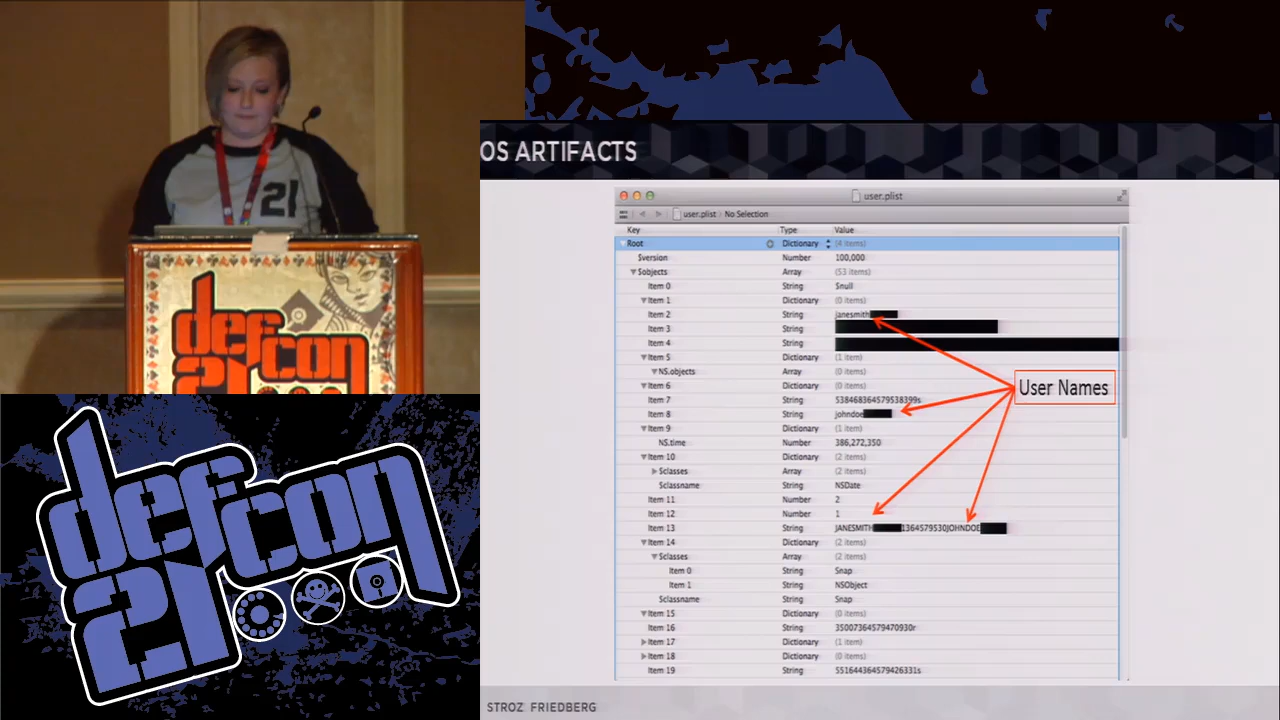 21
def
con
21
def
con
21
OS ARTIFACTS
user.plist
user.plist No Selection
Key Type Value
Root Dictionary (4 items)
$version Number 100,000
$objects Array (53 items)
Item 0 String $null
Item 1 Dictionary (0 items)
Item 2 String janesmith
Item 3 String
Item 4 String
Item 5 Dictionary (1 item)
NS.objects Array (0 items)
Item 6 Dictionary (0 items)
Item 7 String 538468364579538399s
Item 8 String johndoe
Item 9 Dictionary (1 item)
NS.time Number 386,272,350
Item 10 Dictionary (2 items)
$classes Array (2 items)
$classname String NSDate
Item 11 Number 2
Item 12 Number 1
Item 13 String JANESMITH 1364579530JOHNDOE
Item 14 Dictionary (2 items)
$classes Array (2 items)
Item 0 String Snap
Item 1 String NSObject
$classname String Snap
Item 15 Dictionary (0 items)
Item 16 String 35007364579470930r
Item 17 Dictionary (1 item)
Item 18 Dictionary (0 items)
Item 19 String 551644364579426331s
User Names
STROZ FRIEDBERG